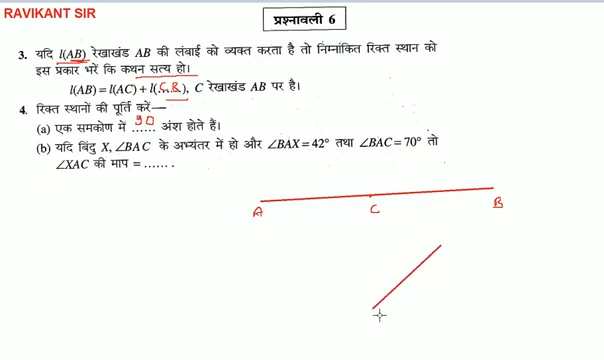 RAVIKANT SIR
प्रश्नावली 6
3. यदि l(AB) रेखाखंड AB की लंबाई को व्यक्त करता है तो निम्नांकित रिक्त स्थान को
इस प्रकार भरें कि कथन सत्य हो।
l(AB) = l(AC) + l(C.B.), C रेखाखंड AB पर है।
4. रिक्त स्थानों की पूर्ति करें—
(a) एक समकोण में ...... 90 अंश होते हैं।
(b) यदि बिंदु X, ∠BAC के अभ्यंतर में हो और ∠BAX = 42° तथा ∠BAC = 70° तो
∠XAC की माप = .......
A C B